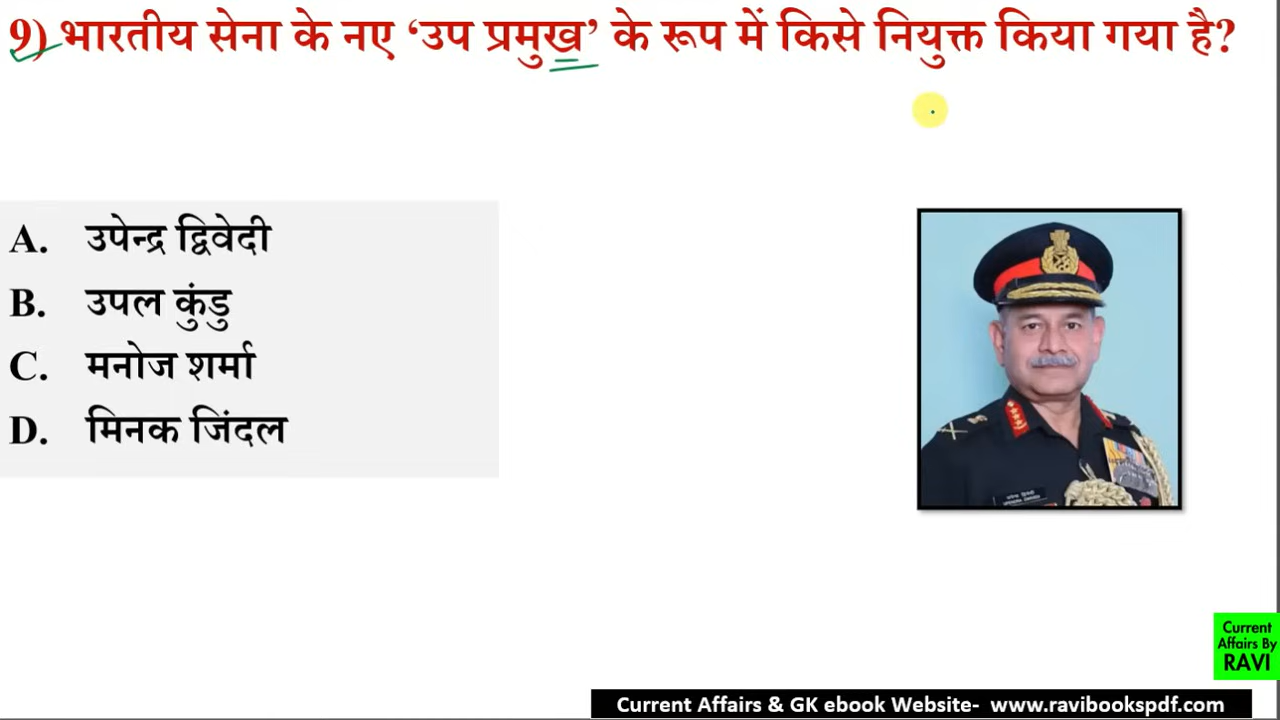 9) भारतीय सेना के नए ‘उप प्रमुख’ के रूप में किसे नियुक्त किया गया है?
A. उपेन्द्र द्विवेदी
B. उपल कुंडु
C. मनोज शर्मा
D. मिनक जिंदल
Current
Affairs By
RAVI
Current Affairs & GK ebook Website- www.ravibookspdf.com